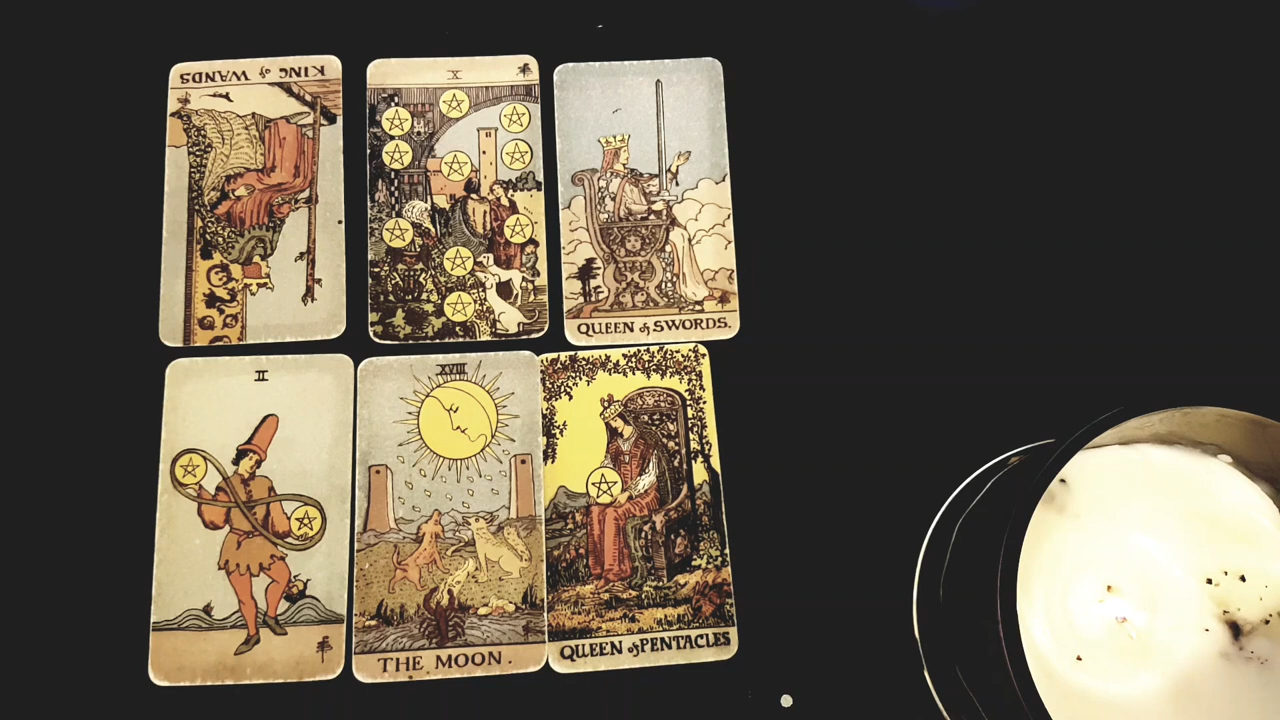 KING of WANDS
X
QUEEN of SWORDS.
II
XVIII
THE MOON.
QUEEN of PENTACLES